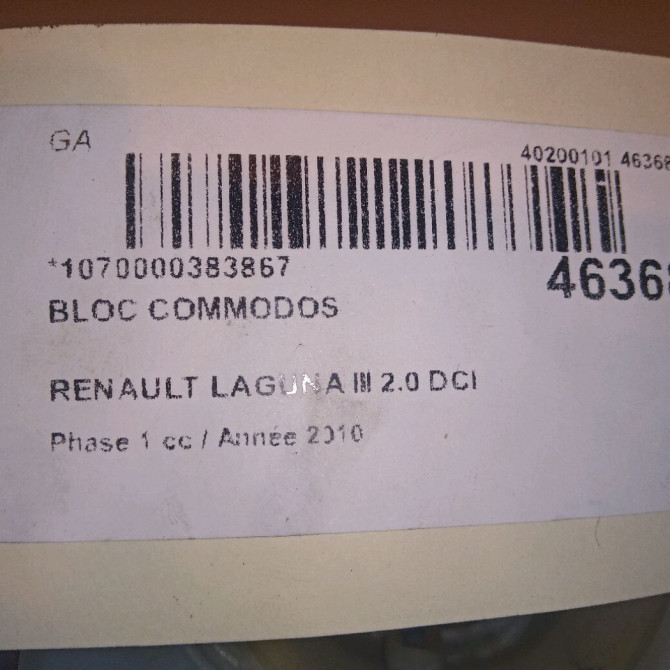 GA
40200101 46368
*1070000383867
46368
BLOC COMMODOS
RENAULT LAGUNA III 2.0 DCI
Phase 1 cc / Année 2010